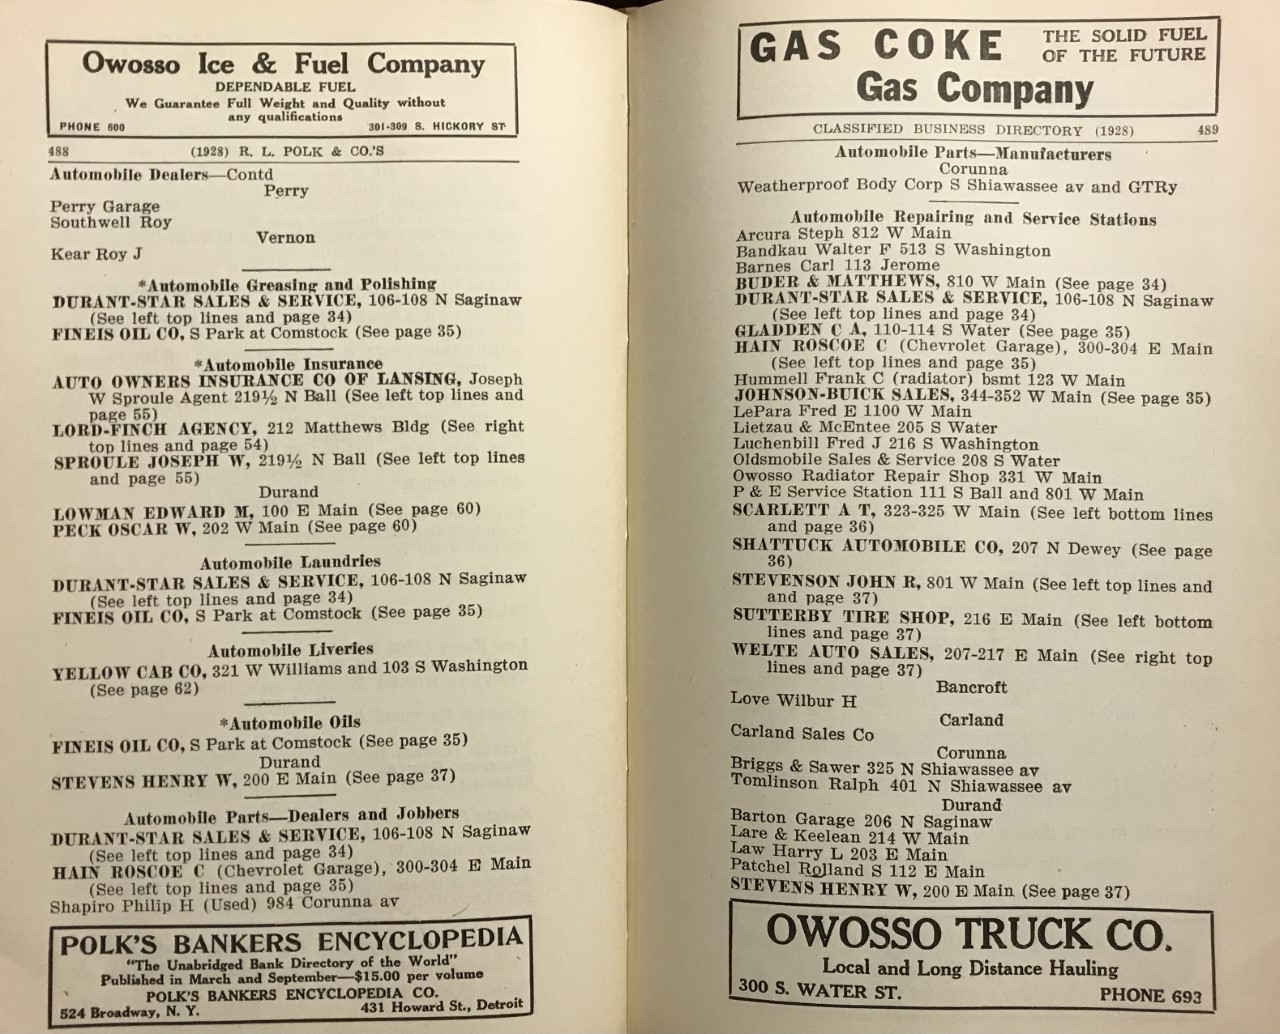 Owosso Ice & Fuel Company
DEPENDABLE FUEL
We Guarantee Full Weight and Quality without
any qualifications
PHONE 600 301-309 S. HICKORY ST
488 (1928) R. L. POLK & CO.'S
Automobile Dealers—Contd
Perry
Perry Garage
Southwell Roy
Vernon
Kear Roy J
*Automobile Greasing and Polishing
DURANT-STAR SALES & SERVICE, 106-108 N Saginaw
(See left top lines and page 34)
FINEIS OIL CO, S Park at Comstock (See page 35)
*Automobile Insurance
AUTO OWNERS INSURANCE CO OF LANSING, Joseph
W Sproule Agent 219½ N Ball (See left top lines and
page 55)
LORD-FINCH AGENCY, 212 Matthews Bldg (See right
top lines and page 54)
SPROULE JOSEPH W, 219½ N Ball (See left top lines
and page 55)
Durand
LOWMAN EDWARD M, 100 E Main (See page 60)
PECK OSCAR W, 202 W Main (See page 60)
Automobile Laundries
DURANT-STAR SALES & SERVICE, 106-108 N Saginaw
(See left top lines and page 34)
FINEIS OIL CO, S Park at Comstock (See page 35)
Automobile Liveries
YELLOW CAB CO, 321 W Williams and 103 S Washington
(See page 62)
*Automobile Oils
FINEIS OIL CO, S Park at Comstock (See page 35)
Durand
STEVENS HENRY W, 200 E Main (See page 37)
Automobile Parts—Dealers and Jobbers
DURANT-STAR SALES & SERVICE, 106-108 N Saginaw
(See left top lines and page 34)
HAIN ROSCOE C (Chevrolet Garage), 300-304 E Main
(See left top lines and page 35)
Shapiro Philip H (Used) 984 Corunna av
POLK'S BANKERS ENCYCLOPEDIA
"The Unabridged Bank Directory of the World"
Published in March and September—$15.00 per volume
POLK'S BANKERS ENCYCLOPEDIA CO.
524 Broadway, N. Y. 431 Howard St., Detroit
GAS COKE THE SOLID FUEL
OF THE FUTURE
Gas Company
CLASSIFIED BUSINESS DIRECTORY (1928) 489
Automobile Parts—Manufacturers
Corunna
Weatherproof Body Corp S Shiawassee av and GTRy
Automobile Repairing and Service Stations
Arcura Steph 812 W Main
Bandkau Walter F 513 S Washington
Barnes Carl 113 Jerome
BUDER & MATTHEWS, 810 W Main (See page 34)
DURANT-STAR SALES & SERVICE, 106-108 N Saginaw
(See left top lines and page 34)
GLADDEN C A, 110-114 S Water (See page 35)
HAIN ROSCOE C (Chevrolet Garage), 300-304 E Main
(See left top lines and page 35)
Hummell Frank C (radiator) bsmt 123 W Main
JOHNSON-BUICK SALES, 344-352 W Main (See page 35)
LePara Fred E 1100 W Main
Lietzau & McEntee 205 S Water
Luchenbill Fred J 216 S Washington
Oldsmobile Sales & Service 208 S Water
Owosso Radiator Repair Shop 331 W Main
P & E Service Station 111 S Ball and 801 W Main
SCARLETT A T, 323-325 W Main (See left bottom lines
and page 36)
SHATTUCK AUTOMOBILE CO, 207 N Dewey (See page
36)
STEVENSON JOHN R, 801 W Main (See left top lines and
and page 37)
SUTTERBY TIRE SHOP, 216 E Main (See left bottom
lines and page 37)
WELTE AUTO SALES, 207-217 E Main (See right top
lines and page 37)
Bancroft
Love Wilbur H
Carland
Carland Sales Co
Corunna
Briggs & Sawer 325 N Shiawassee av
Tomlinson Ralph 401 N Shiawassee av
Durand
Barton Garage 206 N Saginaw
Lare & Keelean 214 W Main
Law Harry L 203 E Main
Patchel Rolland S 112 E Main
STEVENS HENRY W, 200 E Main (See page 37)
OWOSSO TRUCK CO.
Local and Long Distance Hauling
300 S. WATER ST. PHONE 693